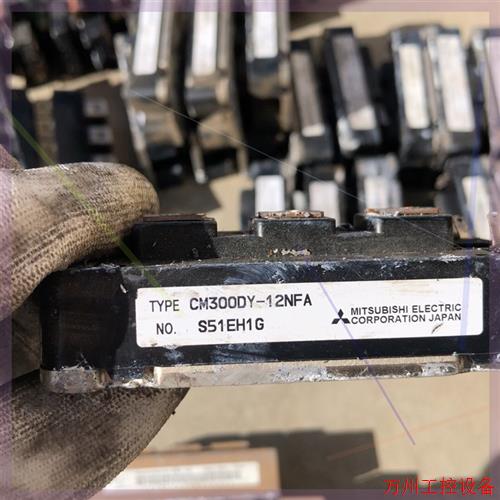 TYPE CM300DY-12NFA
NO. S51EH1G
MITSUBISHI ELECTRIC
CORPORATION JAPAN
万州工控设备